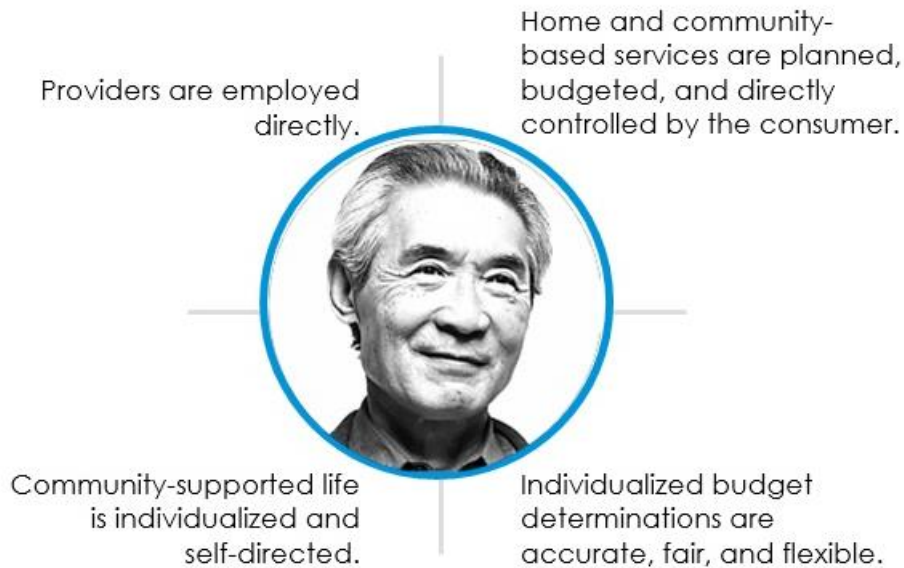 Providers are employed
directly.
Home and community-
based services are planned,
budgeted, and directly
controlled by the consumer.
Community-supported life
is individualized and
self-directed.
Individualized budget
determinations are
accurate, fair, and flexible.